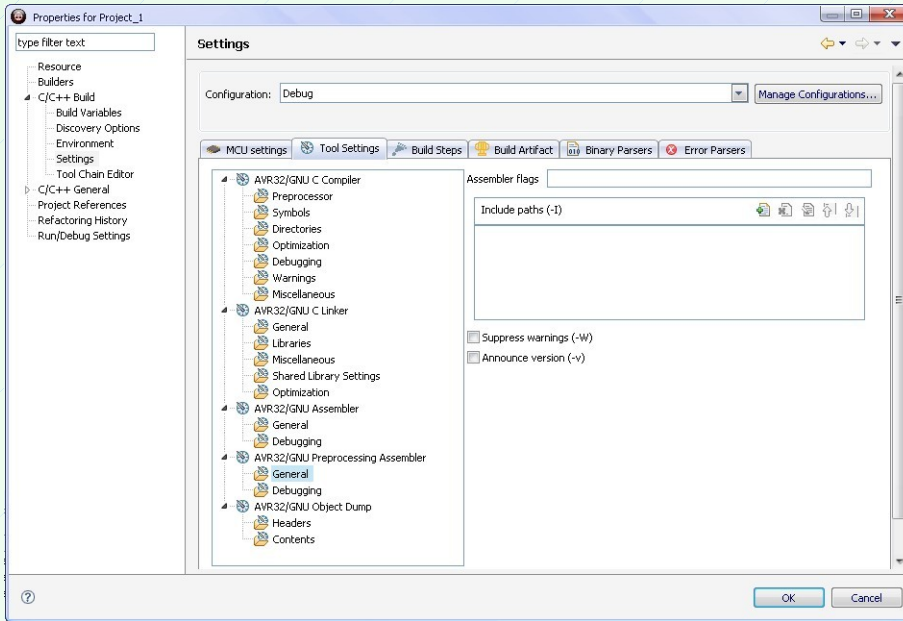 Properties for Project_1
type filter text
Resource
Builders
C/C++ Build
Build Variables
Discovery Options
Environment
Settings
Tool Chain Editor
C/C++ General
Project References
Refactoring History
Run/Debug Settings
Settings
Configuration: Debug Manage Configurations...
MCU settings Tool Settings Build Steps Build Artifact Binary Parsers Error Parsers
AVR32/GNU C Compiler
Preprocessor
Symbols
Directories
Optimization
Debugging
Warnings
Miscellaneous
AVR32/GNU C Linker
General
Libraries
Miscellaneous
Shared Library Settings
Optimization
AVR32/GNU Assembler
General
Debugging
AVR32/GNU Preprocessing Assembler
General
Debugging
AVR32/GNU Object Dump
Headers
Contents
Assembler flags
Include paths (-I)
Suppress warnings (-W)
Announce version (-v)
OK Cancel